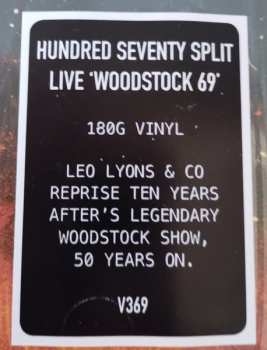 HUNDRED SEVENTY SPLIT
LIVE 'WOODSTOCK 69'
180G VINYL
LEO LYONS & CO
REPRISE TEN YEARS
AFTER'S LEGENDARY
WOODSTOCK SHOW,
50 YEARS ON.
V369